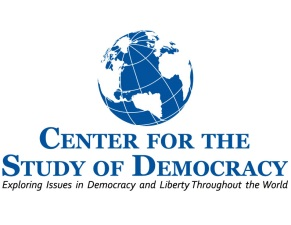 CENTER FOR THE
STUDY OF DEMOCRACY
Exploring Issues in Democracy and Liberty Throughout the World